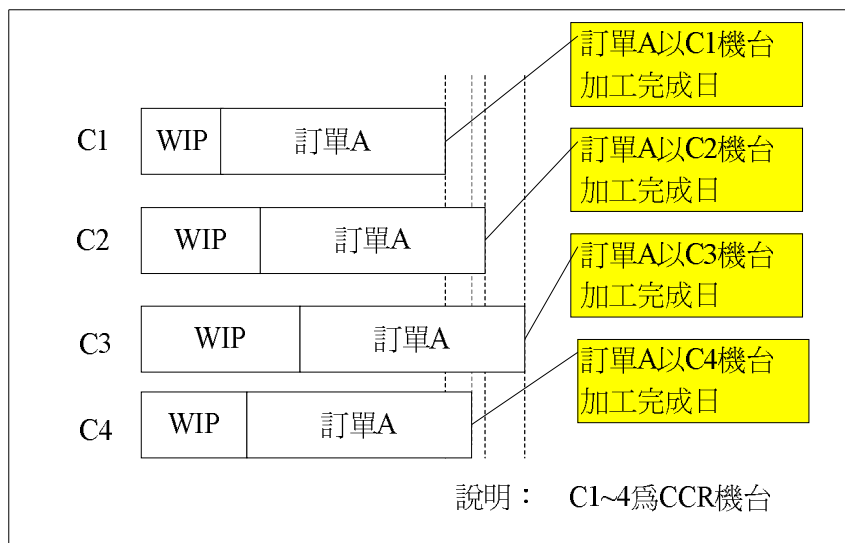 訂單A以C1機台
加工完成日
C1 WIP 訂單A
訂單A以C2機台
加工完成日
C2 WIP 訂單A
訂單A以C3機台
加工完成日
C3 WIP 訂單A
訂單A以C4機台
加工完成日
C4 WIP 訂單A
說明： C1~4為CCR機台